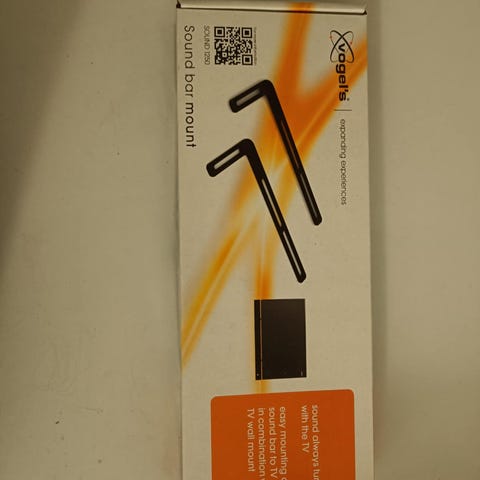 vogel's®
expanding experiences
SOUND 1250
Sound bar mount
sound always tur
with the TV
easy mounting o
sound bar to TV
in combination
TV wall mount